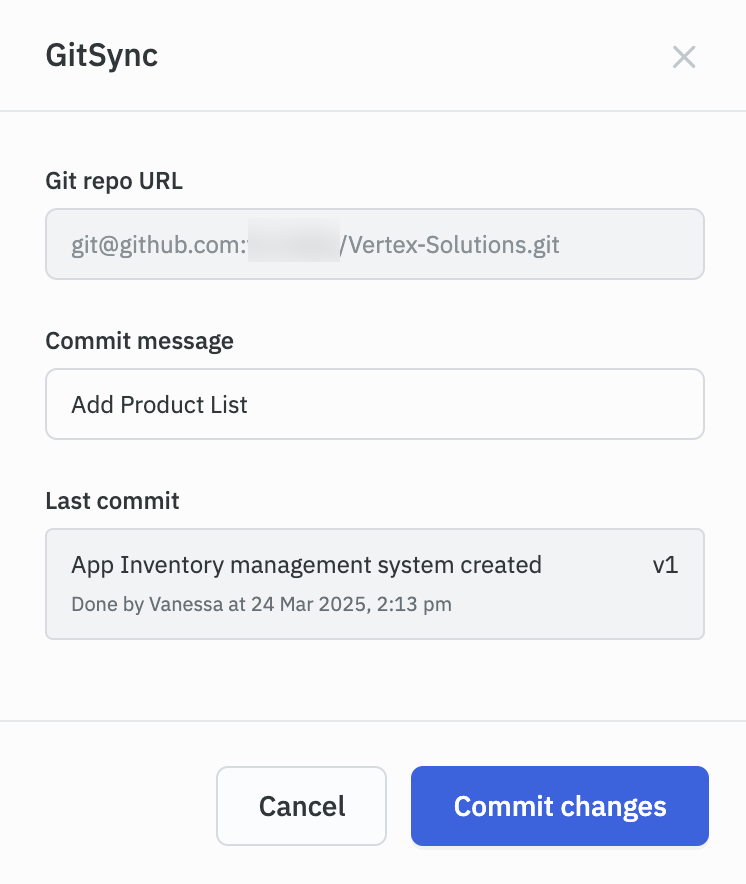 GitSync
Git repo URL
git@github.com: /Vertex-Solutions.git
Commit message
Add Product List
Last commit
App Inventory management system created v1
Done by Vanessa at 24 Mar 2025, 2:13 pm
Cancel Commit changes